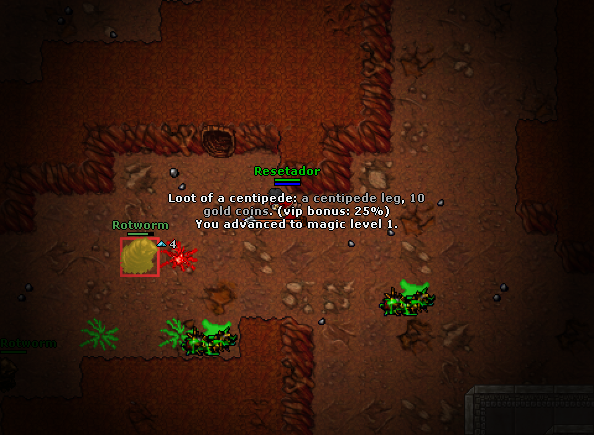 Resetador
Loot of a centipede: a centipede leg, 10
gold coins. (vip bonus: 25%)
You advanced to magic level 1.
Rotworm
4
Rotworm